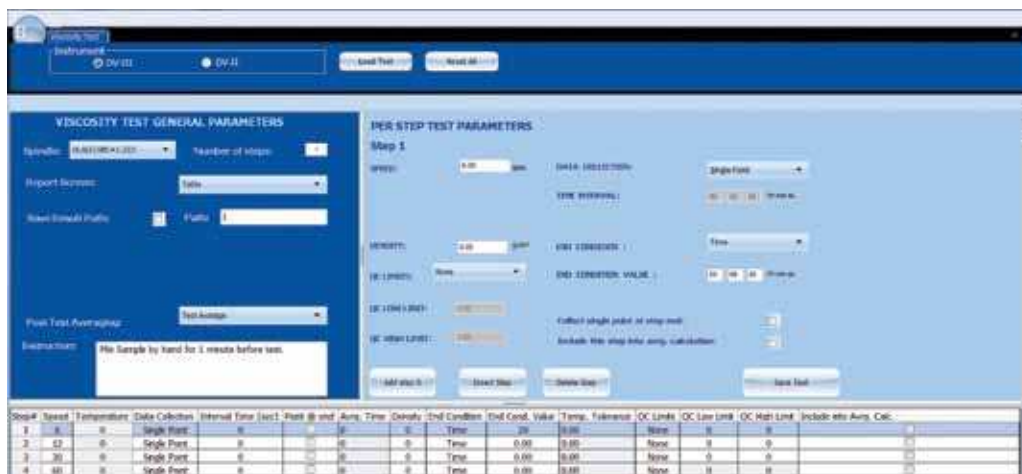 Viscosity Test
Instrument
DV-III DV-II
Load Test Reset All
VISCOSITY TEST GENERAL PARAMETERS
Spindle: Number of steps:
Report Screen: Table
Save Result Path: Path:
Post Test Averaging: Test Average
Instruction: Mix Sample by hand for 1 minute before test.
PER STEP TEST PARAMETERS
Step 1
SPEED: 0.00 DATA COLLECTION: Single Point
TIME INTERVAL:
DENSITY: 0.00 END CONDITION : Time
QC LIMITS: None END CONDITION VALUE :
QC LOW LIMIT:
QC HIGH LIMIT:
Collect single point at step end:
Include this step into avrg. calculation:
Insert Step Delete Step Save Test
Step# Speed Temperature Data Collection Interval Time (sec) Point @ end Avrg. Time Density End Condition End Cond. Value Temp. Tolerance QC Limits QC Low Limit QC High Limit Include into Avrg. Calc.
1 6 0 Single Point 0 0 0 Time 20 0.00 None 0 0
2 12 0 Single Point 0 0 0 Time 0.00 0.00 None 0 0
3 30 0 Single Point 0 0 0 Time 0.00 0.00 None 0 0
4 60 0 Single Point 0 0 0 Time 0.00 0.00 None 0 0